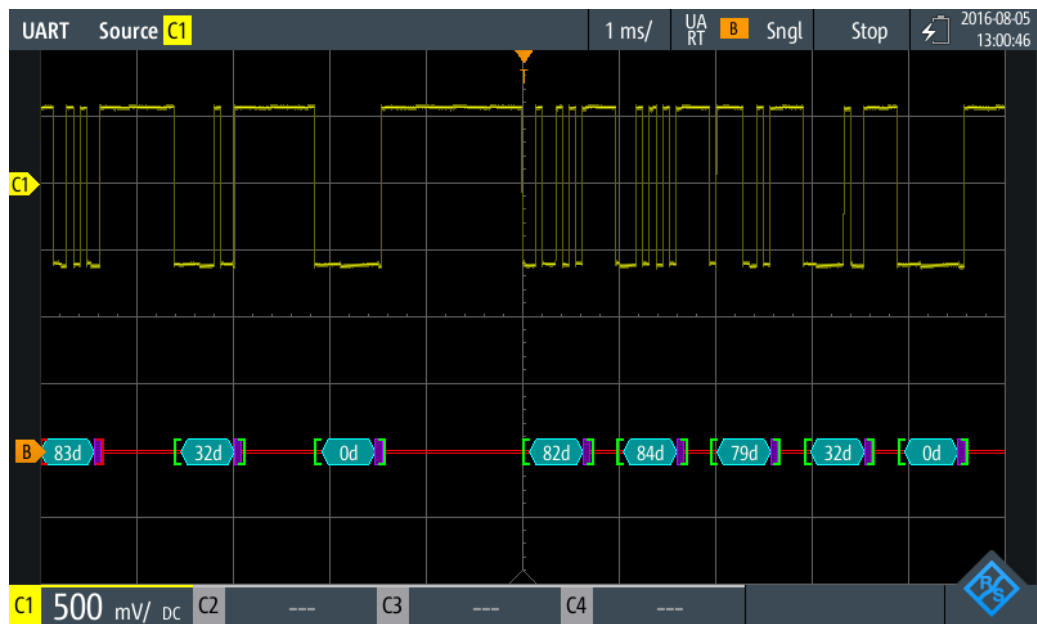 UART Source C1 1 ms/ UA RT B Sngl Stop 2016-08-05
13:00:46
T
C1
B 83d 32d 0d 82d 84d 79d 32d 0d
C1 500 mV/ DC C2 --- C3 --- C4 ---
R&S